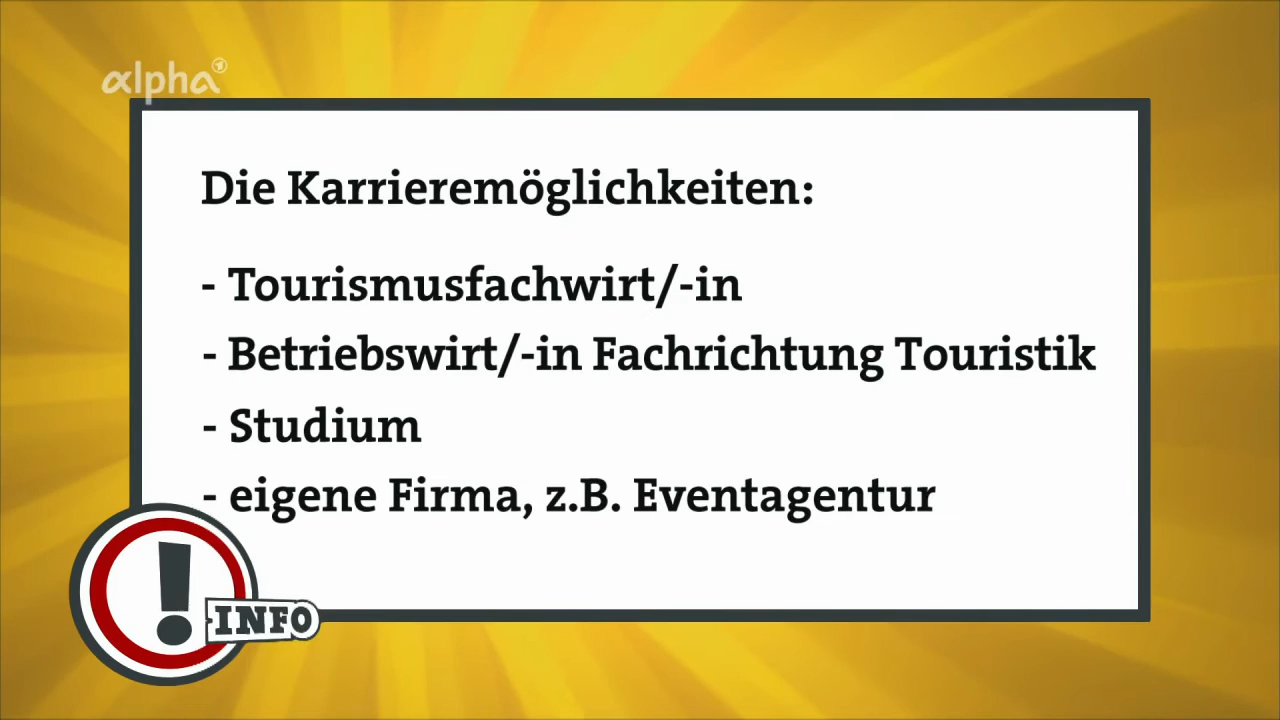 alpha
Die Karrieremöglichkeiten:
- Tourismusfachwirt/-in
- Betriebswirt/-in Fachrichtung Touristik
- Studium
- eigene Firma, z.B. Eventagentur
! INFO